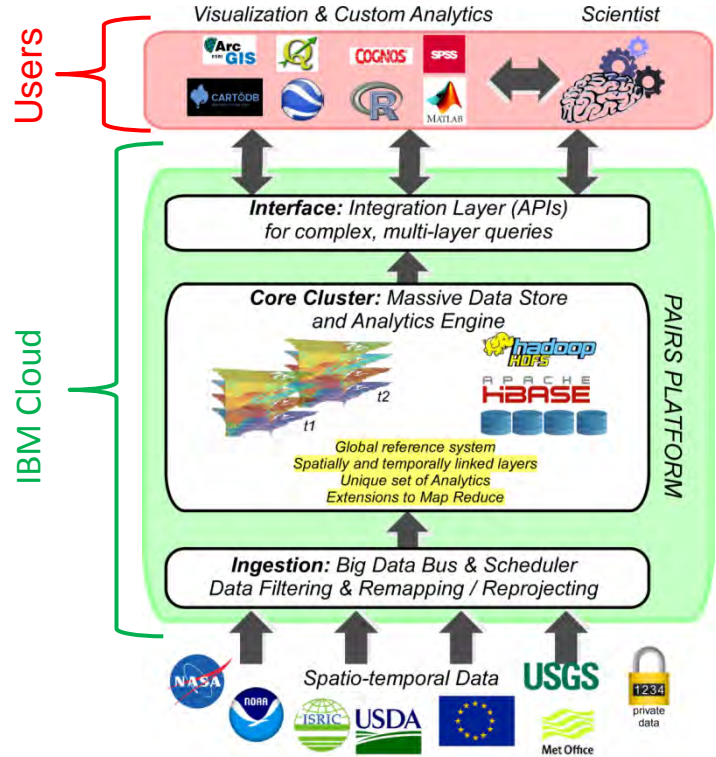 Visualization & Custom Analytics
Scientist
Users
Arc
esri
GIS
Q
COGNOS
SPSS
CARTODB
R
MATLAB
IBM Cloud
PAIRS PLATFORM
Interface: Integration Layer (APIs)
for complex, multi-layer queries
Core Cluster: Massive Data Store
and Analytics Engine
t1
t2
hadoop
HDFS
APACHE
HBASE
Global reference system
Spatially and temporally linked layers
Unique set of Analytics
Extensions to Map Reduce
Ingestion: Big Data Bus & Scheduler
Data Filtering & Remapping / Reprojecting
Spatio-temporal Data
NASA
NOAA
ISRIC
USDA
USGS
Met Office
1234
private
data